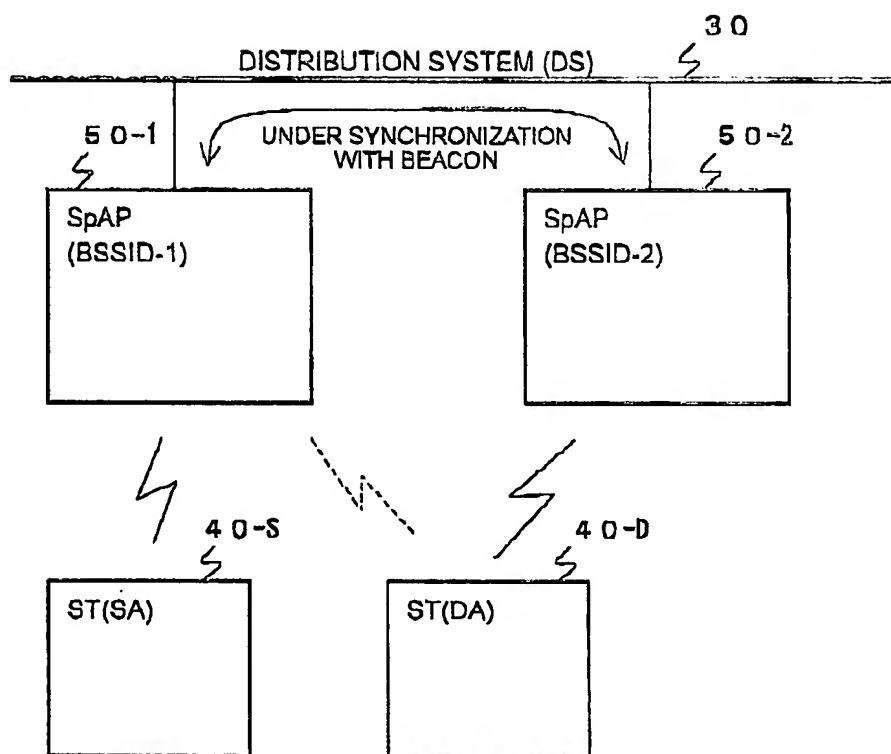 30
DISTRIBUTION SYSTEM (DS)
50-1
UNDER SYNCHRONIZATION
WITH BEACON
50-2
SpAP
(BSSID-1)
SpAP
(BSSID-2)
40-S
40-D
ST(SA)
ST(DA)